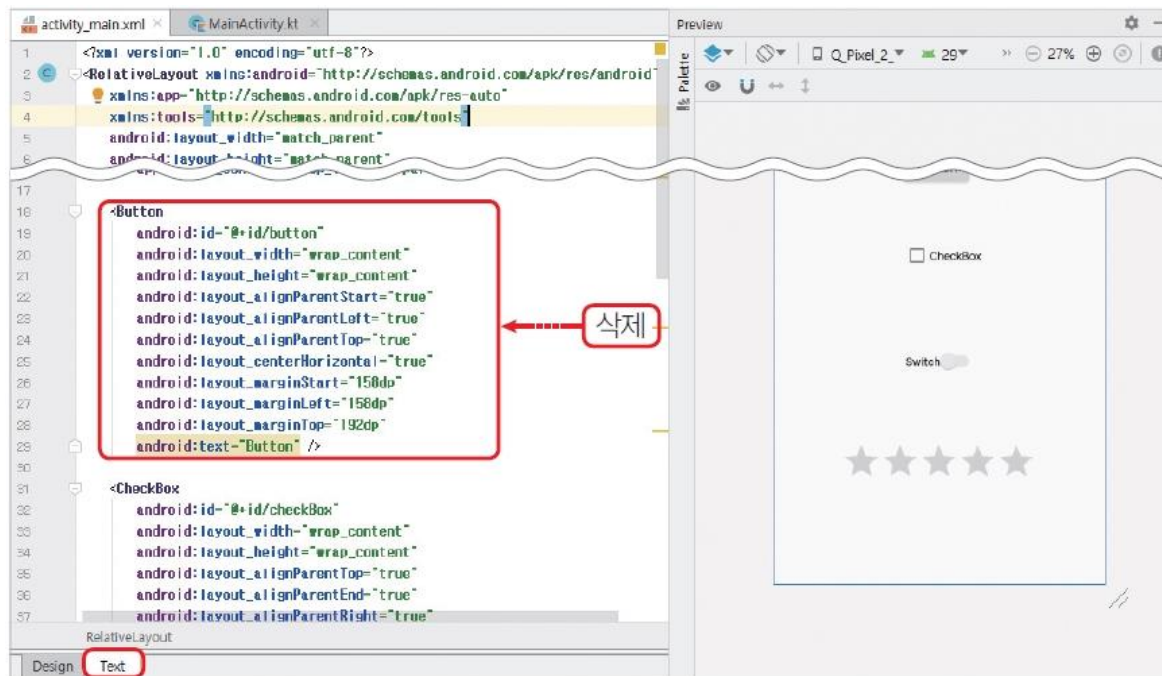 activity_main.xml MainActivity.kt
Preview
Q_Pixel_2_ 29 27%
Palette
1 <?xml version="1.0" encoding="utf-8"?>
2 <RelativeLayout xmlns:android="http://schemas.android.com/apk/res/android"
3 xmlns:app="http://schemas.android.com/apk/res-auto"
4 xmlns:tools="http://schemas.android.com/tools"
5 android:layout_width="match_parent"
6 android:layout_height="match_parent"
17
18 <Button
19 android:id="@+id/button"
20 android:layout_width="wrap_content"
21 android:layout_height="wrap_content"
22 android:layout_alignParentStart="true"
23 android:layout_alignParentLeft="true"
24 android:layout_alignParentTop="true"
25 android:layout_centerHorizontal="true"
26 android:layout_marginStart="158dp"
27 android:layout_marginLeft="158dp"
28 android:layout_marginTop="192dp"
29 android:text="Button" />
30
31 <CheckBox
32 android:id="@+id/checkBox"
33 android:layout_width="wrap_content"
34 android:layout_height="wrap_content"
35 android:layout_alignParentTop="true"
36 android:layout_alignParentEnd="true"
37 android:layout_alignParentRight="true"
삭제
CheckBox
Switch
RelativeLayout
Design Text